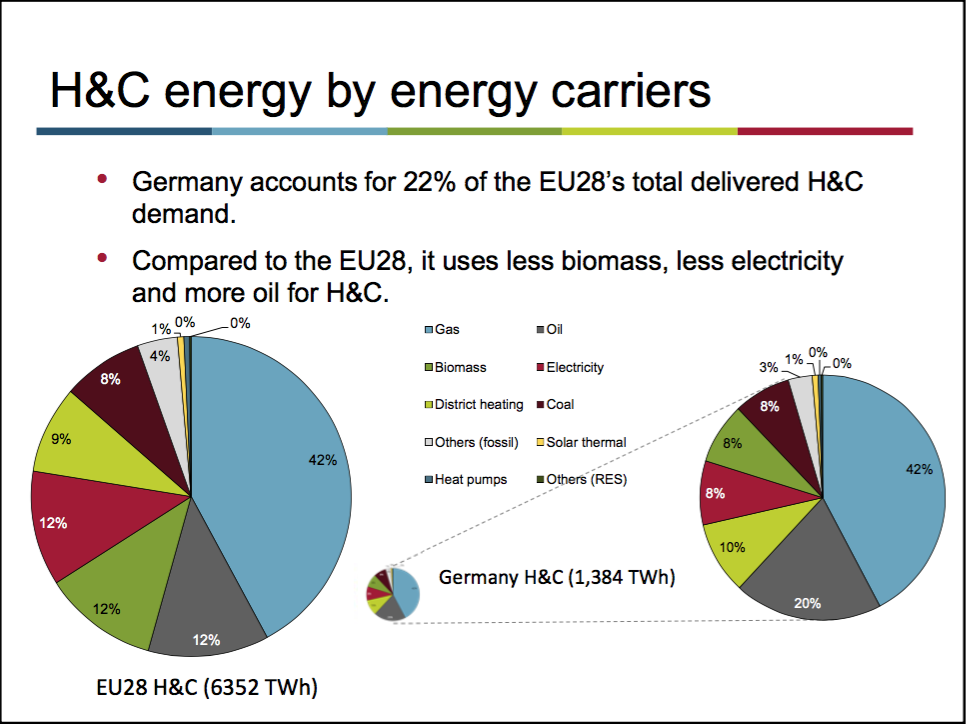 H&C energy by energy carriers
• Germany accounts for 22% of the EU28’s total delivered H&C
demand.
• Compared to the EU28, it uses less biomass, less electricity
and more oil for H&C.
1%
0%
0%
4%
8%
9%
12%
12%
12%
42%
EU28 H&C (6352 TWh)
Gas
Oil
Biomass
Electricity
District heating
Coal
Others (fossil)
Solar thermal
Heat pumps
Others (RES)
Germany H&C (1,384 TWh)
3%
1%
0%
0%
8%
8%
8%
10%
20%
42%